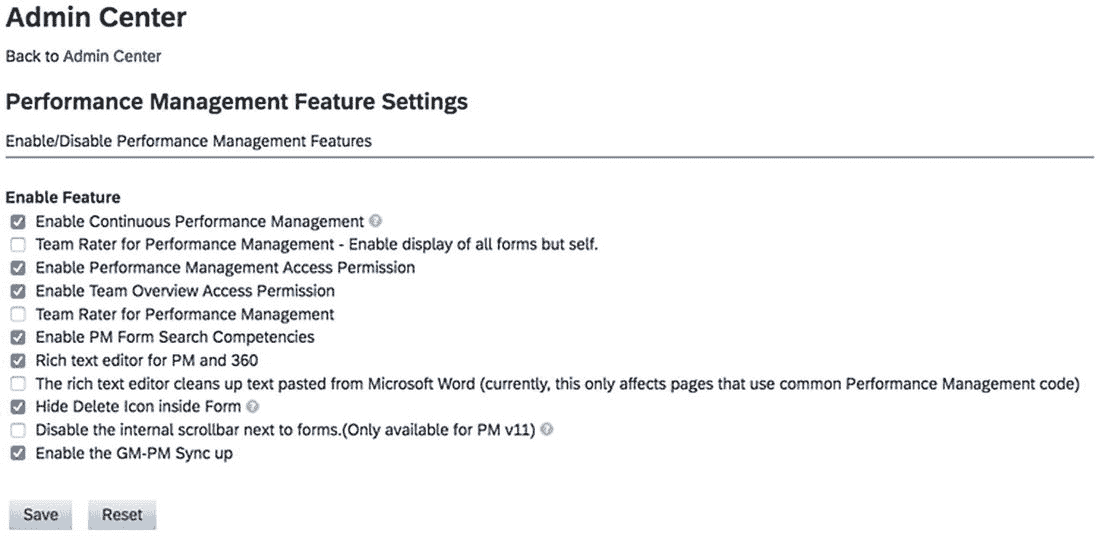 Admin Center
Back to Admin Center
Performance Management Feature Settings
Enable/Disable Performance Management Features
Enable Feature
Enable Continuous Performance Management ?
Team Rater for Performance Management - Enable display of all forms but self.
Enable Performance Management Access Permission
Enable Team Overview Access Permission
Team Rater for Performance Management
Enable PM Form Search Competencies
Rich text editor for PM and 360
The rich text editor cleans up text pasted from Microsoft Word (currently, this only affects pages that use common Performance Management code)
Hide Delete Icon inside Form ?
Disable the internal scrollbar next to forms.(Only available for PM v11) ?
Enable the GM-PM Sync up
Save Reset